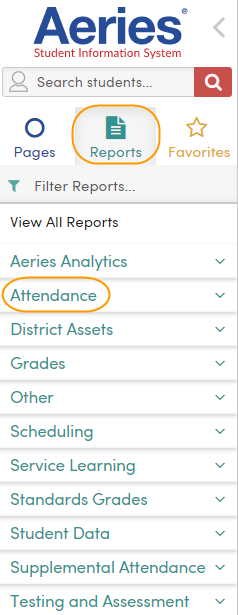 Aeries®
Student Information System
Search students...
Pages
Reports
Favorites
Filter Reports...
View All Reports
Aeries Analytics
Attendance
District Assets
Grades
Other
Scheduling
Service Learning
Standards Grades
Student Data
Supplemental Attendance
Testing and Assessment